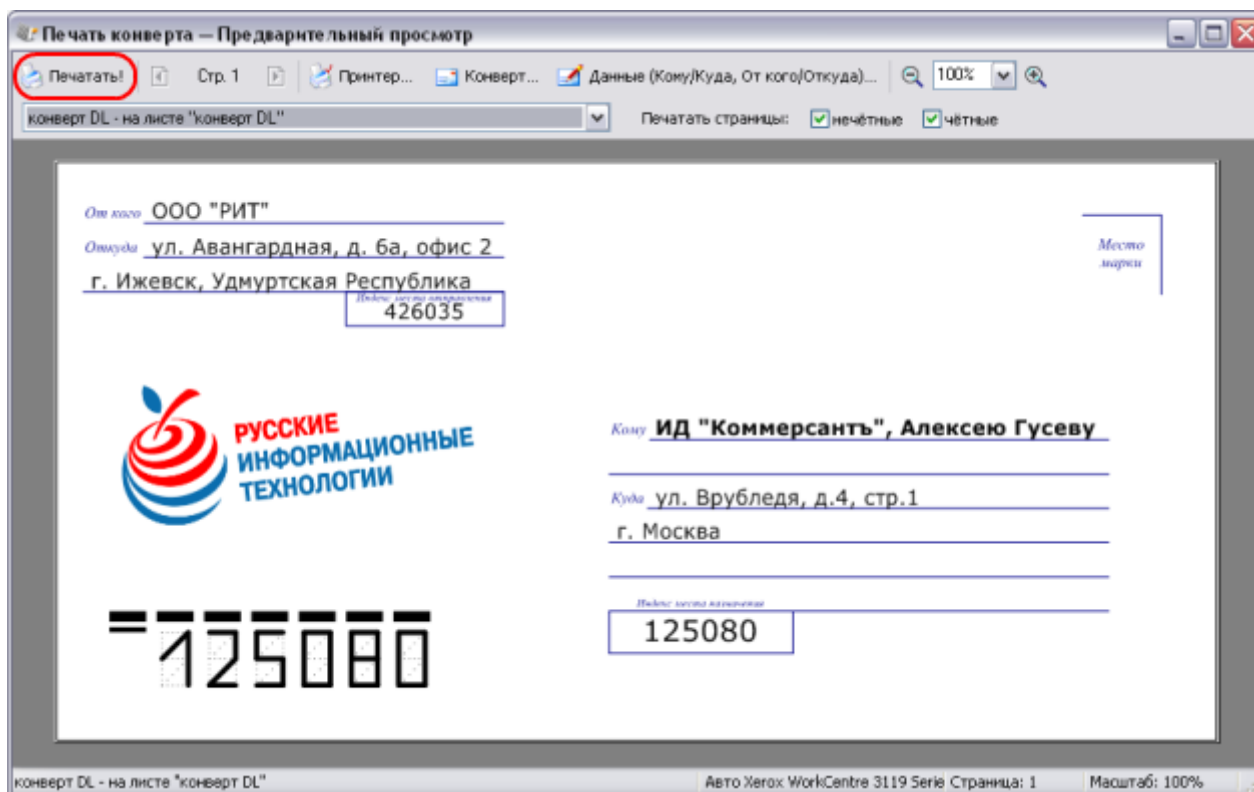 Печать конверта — Предварительный просмотр
Печатать! Стр. 1 Принтер... Конверт... Данные (Кому/Куда, От кого/Откуда)... 100%
конверт DL - на листе "конверт DL" Печатать страницы: нечётные чётные
От кого ООО "РИТ"
Откуда ул. Авангардная, д. 6а, офис 2
г. Ижевск, Удмуртская Республика
Индекс места отправления
426035
Место
марки
РУССКИЕ
ИНФОРМАЦИОННЫЕ
ТЕХНОЛОГИИ
Кому ИД "Коммерсантъ", Алексею Гусеву
Куда ул. Врубледя, д.4, стр.1
г. Москва
Индекс места назначения
125080
125080
конверт DL - на листе "конверт DL" Авто Xerox WorkCentre 3119 Serie Страница: 1 Масштаб: 100%